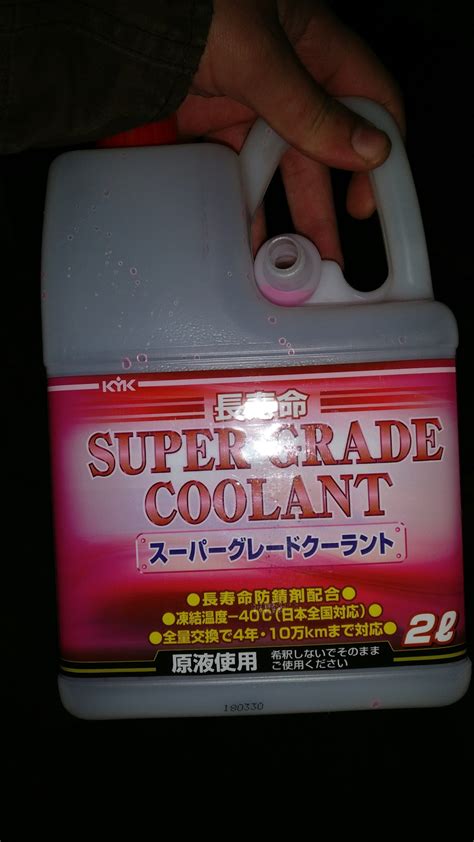 KYK
長寿命
SUPER GRADE
COOLANT
スーパーグレードクーラント
●長寿命防錆剤配合●
●凍結温度-40℃(日本全国対応)●
●全量交換で4年・10万kmまで対応●
2ℓ
原液使用
希釈しないでそのまま
ご使用ください
180330